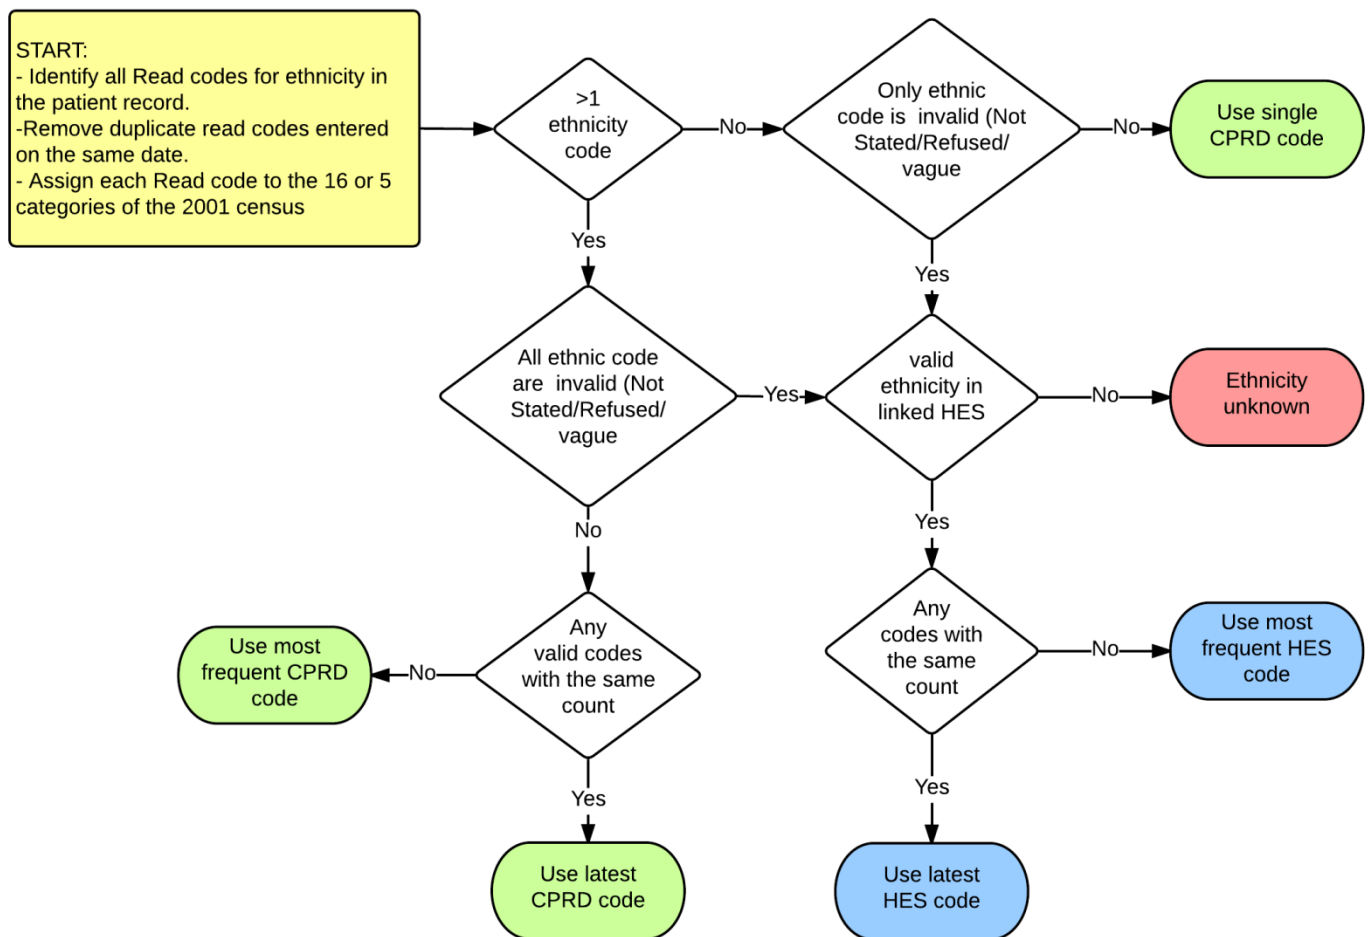 START:
- Identify all Read codes for ethnicity in
the patient record.
-Remove duplicate read codes entered
on the same date.
- Assign each Read code to the 16 or 5
categories of the 2001 census
>1
ethnicity
code
No
Only ethnic
code is  invalid (Not
Stated/Refused/
vague
No
Use single
CPRD code
Yes
Yes
All ethnic code
are  invalid (Not
Stated/Refused/
vague
Yes
valid
ethnicity in
linked HES
No
Ethnicity
unknown
No
Yes
Any
valid codes
with the same
count
No
Use most
frequent CPRD
code
Any
codes with
the same
count
No
Use most
frequent HES
code
Yes
Yes
Use latest
CPRD code
Use latest
HES code